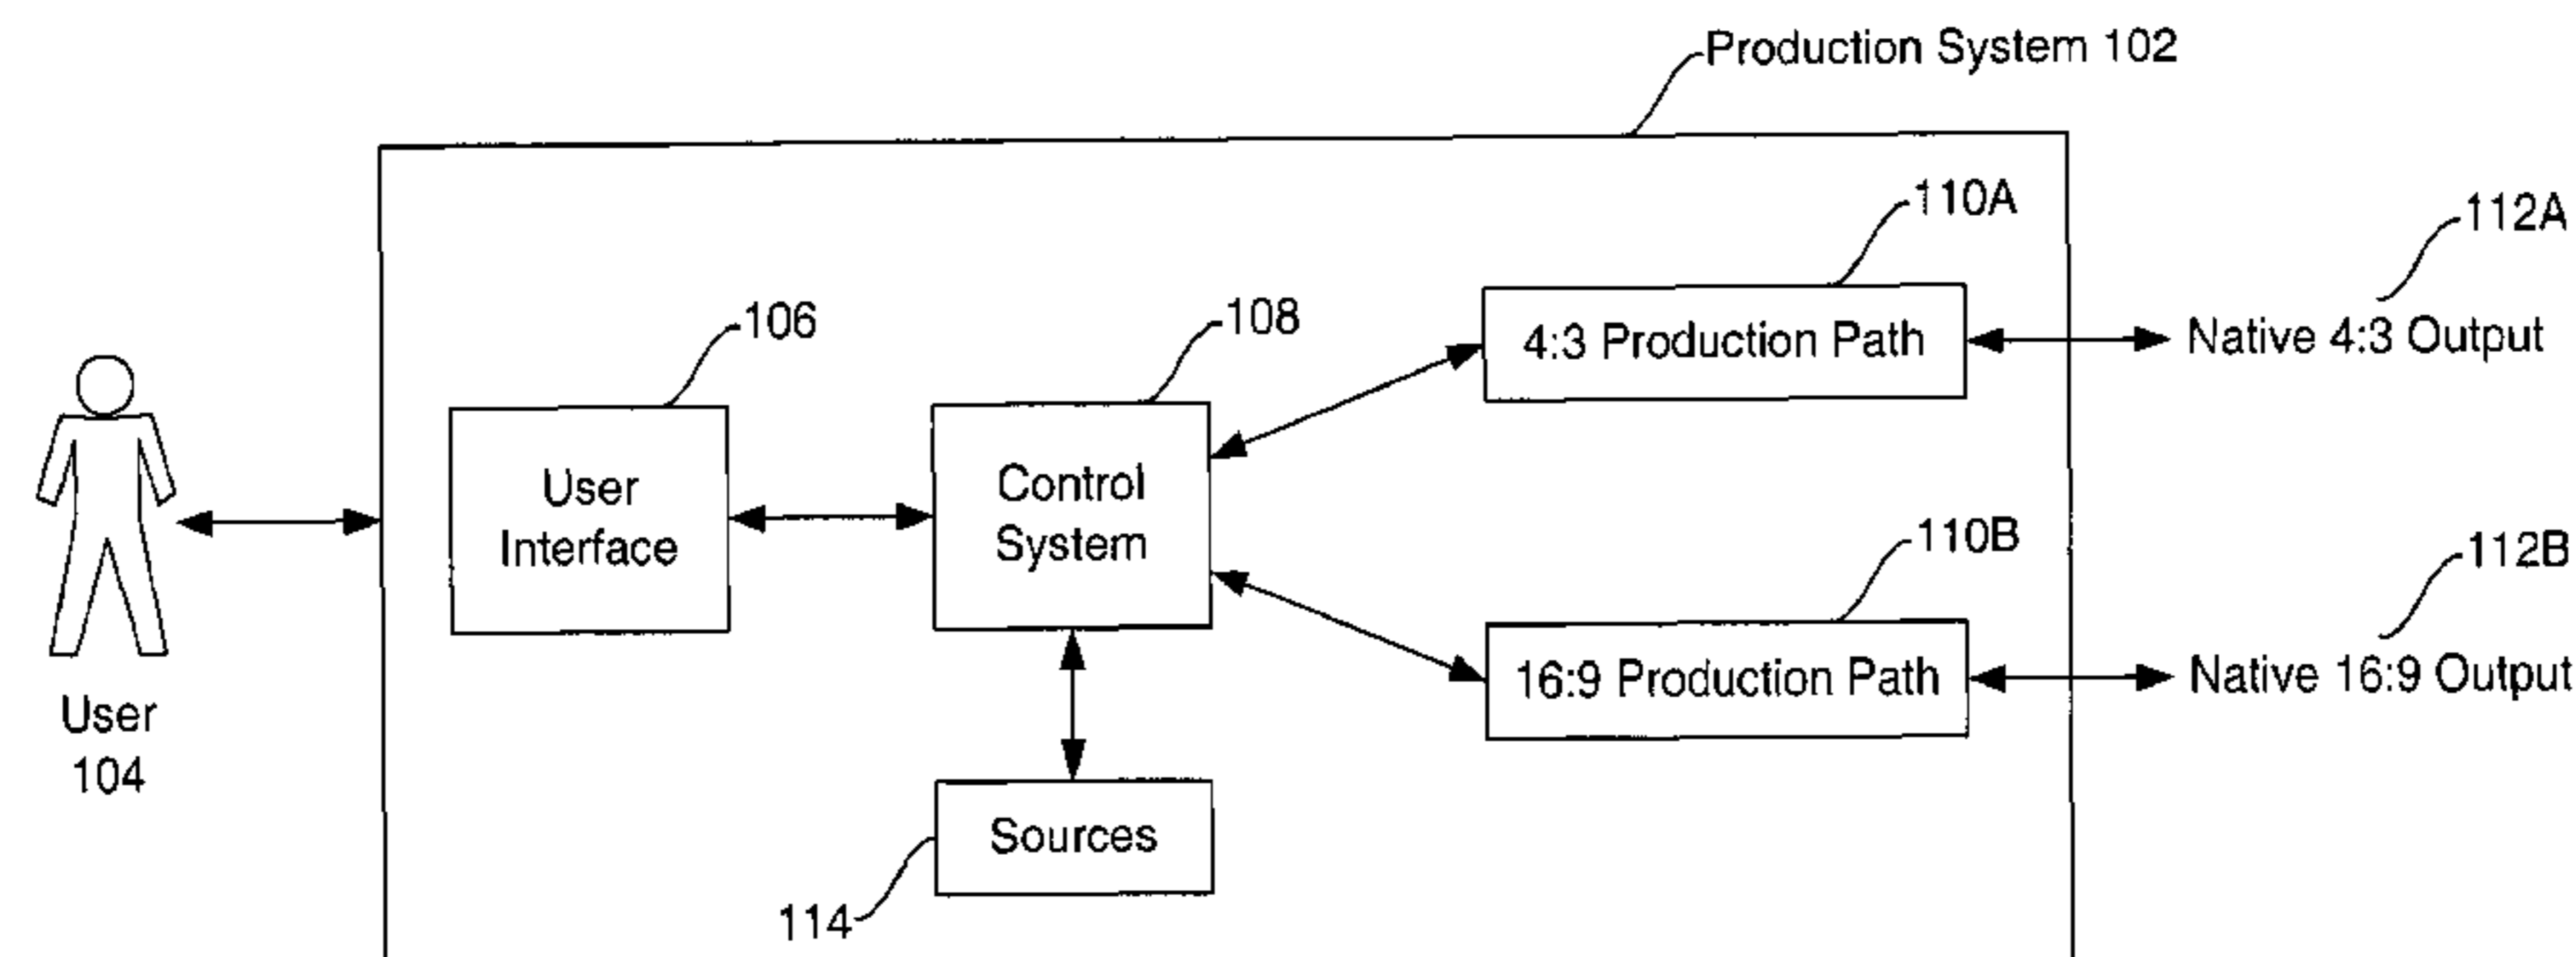 Production System 102
110A
112A
106
108
4:3 Production Path
Native 4:3 Output
User
Interface
Control
System
110B
112B
16:9 Production Path
Native 16:9 Output
User
104
Sources
114